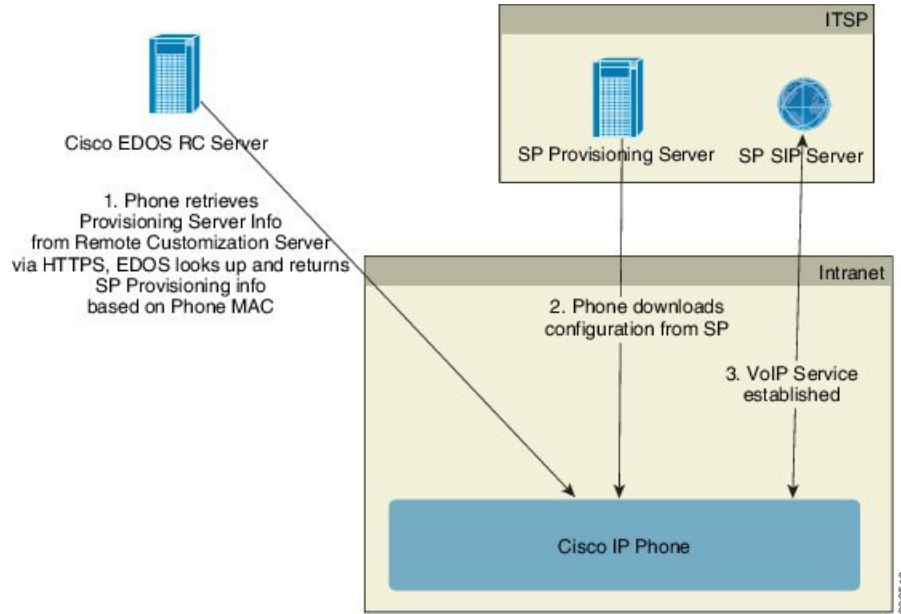 ITSP
Cisco EDOS RC Server
SP Provisioning Server
SP SIP Server
1. Phone retrieves
Provisioning Server Info
from Remote Customization Server
via HTTPS, EDOS looks up and returns
SP Provisioning info
based on Phone MAC
Intranet
2. Phone downloads
configuration from SP
3. VoIP Service
established
Cisco IP Phone